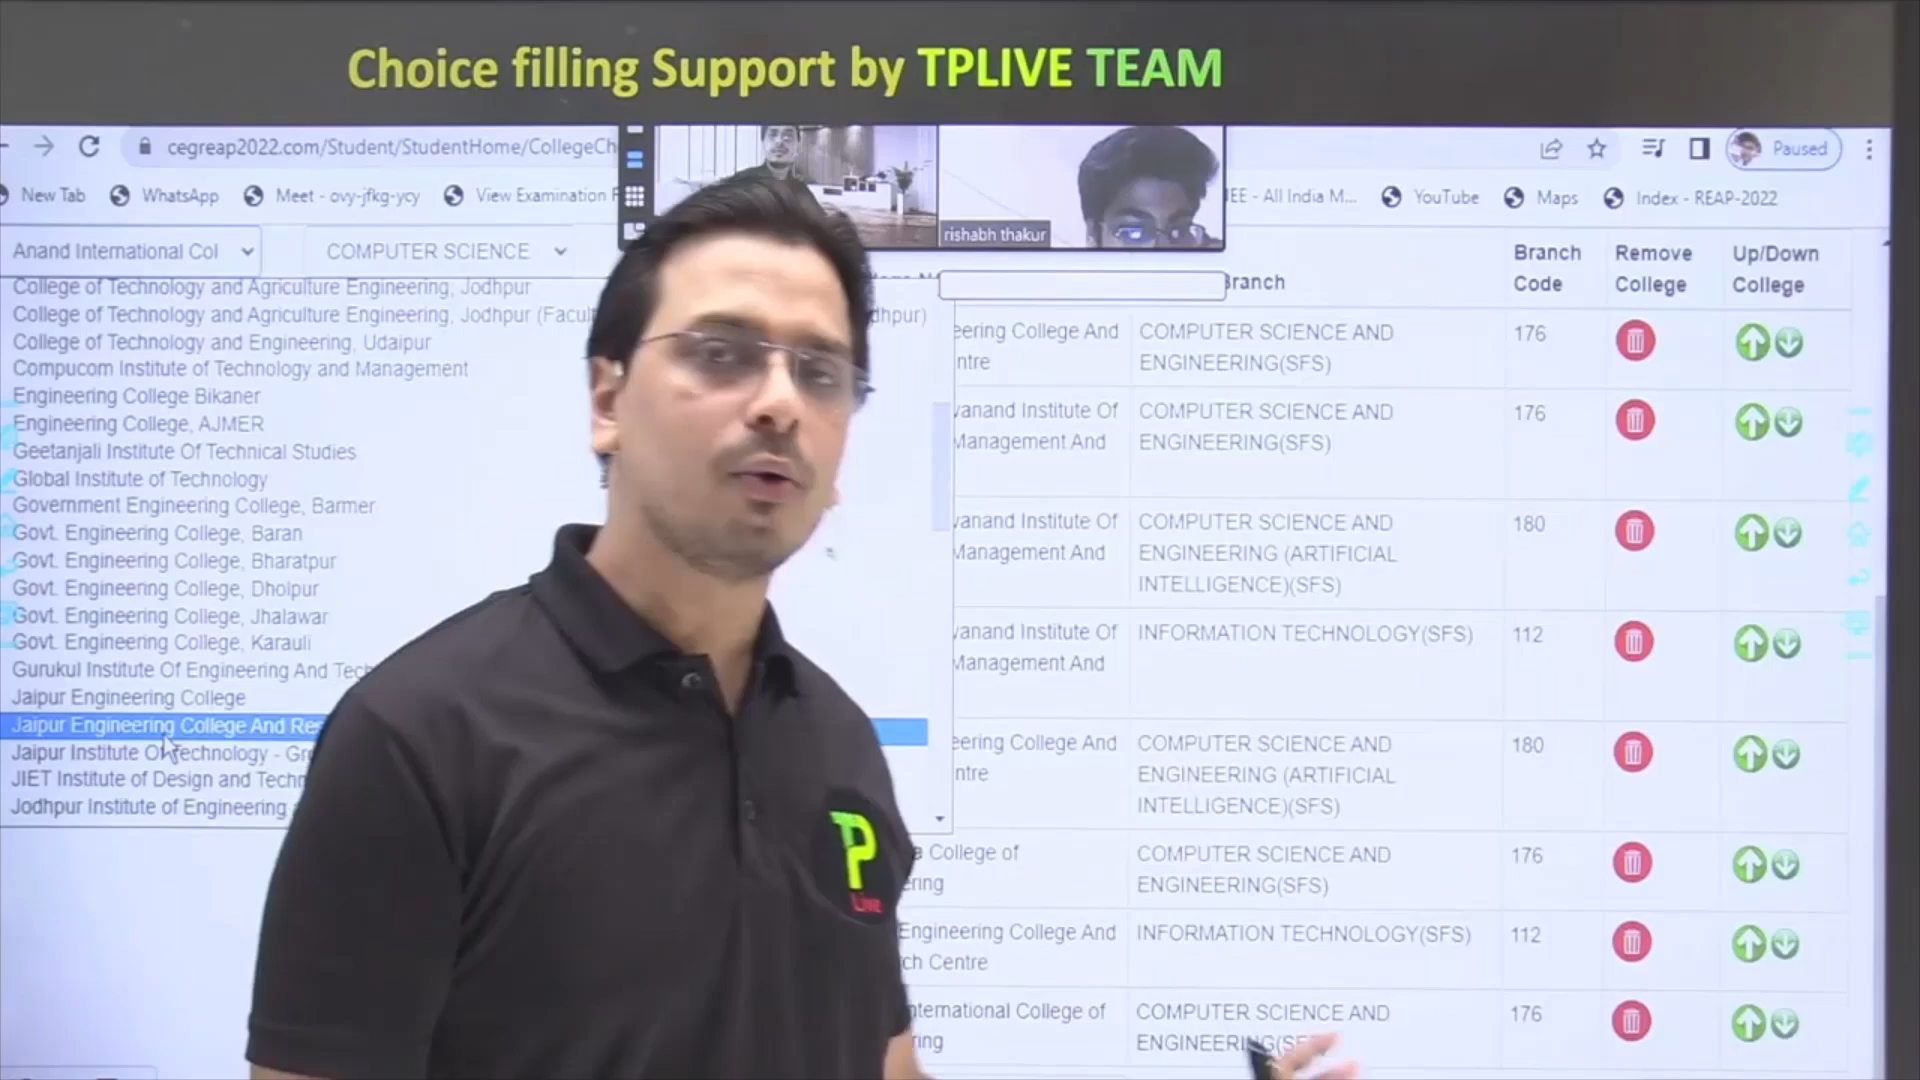 Choice filling Support by TPLIVE TEAM
cegreap2022.com/Student/StudentHome/CollegeCh
Paused
New Tab
WhatsApp
Meet - ovy-jfkg-ycy
View Examination
rishabh thakur
JEE - All India M...
YouTube
Maps
Index - REAP-2022
Anand International Col
COMPUTER SCIENCE
College of Technology and Agriculture Engineering, Jodhpur
College of Technology and Agriculture Engineering, Jodhpur (Facul
dhpur)
College of Technology and Engineering, Udaipur
Compucom Institute of Technology and Management
Engineering College Bikaner
Engineering College, AJMER
Geetanjali Institute Of Technical Studies
Global Institute of Technology
Government Engineering College, Barmer
Govt. Engineering College, Baran
Govt. Engineering College, Bharatpur
Govt. Engineering College, Dholpur
Govt. Engineering College, Jhalawar
Govt. Engineering College, Karauli
Gurukul Institute Of Engineering And Tec
Jaipur Engineering College
Jaipur Engineering College And Res
Jaipur Institute Of Technology - Gr
JIET Institute of Design and Techn
Jodhpur Institute of Engineering
Branch
Branch
Code
Remove
College
Up/Down
College
eering College And
ntre
COMPUTER SCIENCE AND
ENGINEERING(SFS)
176
yanand Institute Of
Management And
COMPUTER SCIENCE AND
ENGINEERING(SFS)
176
yanand Institute Of
Management And
COMPUTER SCIENCE AND
ENGINEERING (ARTIFICIAL
INTELLIGENCE)(SFS)
180
yanand Institute Of
Management And
INFORMATION TECHNOLOGY(SFS)
112
eering College And
ntre
COMPUTER SCIENCE AND
ENGINEERING (ARTIFICIAL
INTELLIGENCE)(SFS)
180
a College of
ering
COMPUTER SCIENCE AND
ENGINEERING(SFS)
176
Engineering College And
ch Centre
INFORMATION TECHNOLOGY(SFS)
112
nternational College of
ring
COMPUTER SCIENCE AND
ENGINEERING(SF
176
TP
Live